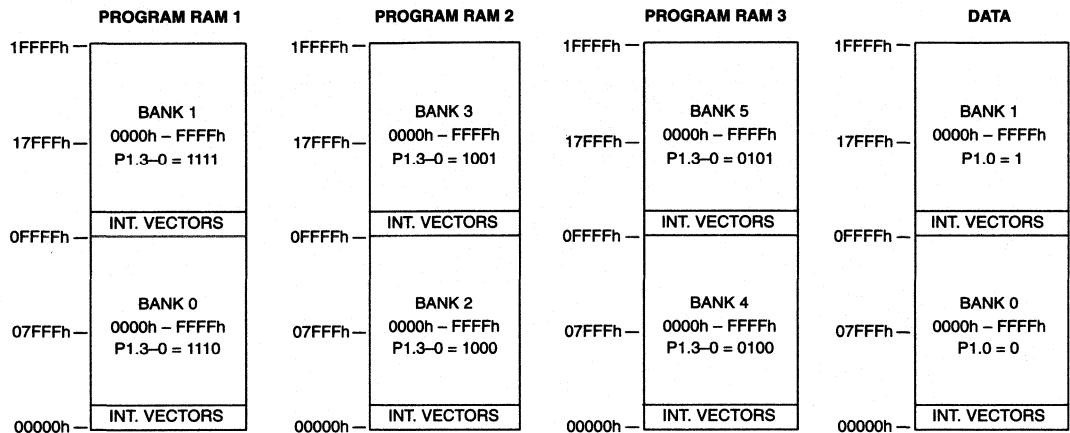 PROGRAM RAM 1
1FFFFh
BANK 1
0000h – FFFFh
17FFFh
P1.3–0 = 1111
INT. VECTORS
0FFFFh
BANK 0
0000h – FFFFh
07FFFh
P1.3–0 = 1110
INT. VECTORS
00000h
PROGRAM RAM 2
1FFFFh
BANK 3
0000h – FFFFh
17FFFh
P1.3–0 = 1001
INT. VECTORS
0FFFFh
BANK 2
0000h – FFFFh
07FFFh
P1.3–0 = 1000
INT. VECTORS
00000h
PROGRAM RAM 3
1FFFFh
BANK 5
0000h – FFFFh
17FFFh
P1.3–0 = 0101
INT. VECTORS
0FFFFh
BANK 4
0000h – FFFFh
07FFFh
P1.3–0 = 0100
INT. VECTORS
00000h
DATA
1FFFFh
BANK 1
0000h – FFFFh
17FFFh
P1.0 = 1
INT. VECTORS
0FFFFh
BANK 0
0000h – FFFFh
07FFFh
P1.0 = 0
INT. VECTORS
00000h